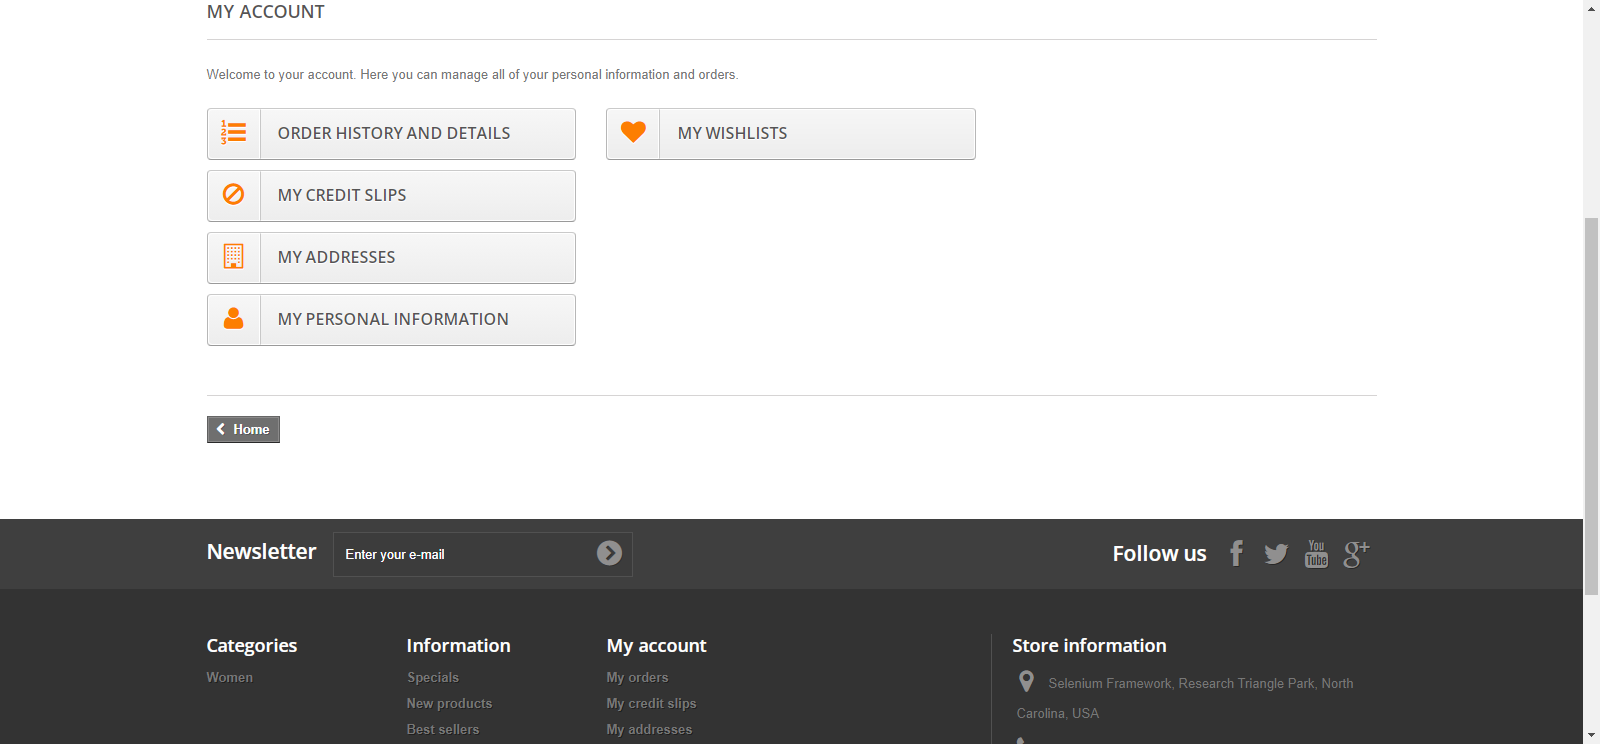 MY ACCOUNT
Welcome to your account. Here you can manage all of your personal information and orders.
1
2
3
ORDER HISTORY AND DETAILS
MY WISHLISTS
MY CREDIT SLIPS
MY ADDRESSES
MY PERSONAL INFORMATION
Home
Newsletter
Enter your e-mail
Follow us
You
Tube
g+
Categories
Women
Information
Specials
New products
Best sellers
My account
My orders
My credit slips
My addresses
Store information
Selenium Framework, Research Triangle Park, North
Carolina, USA